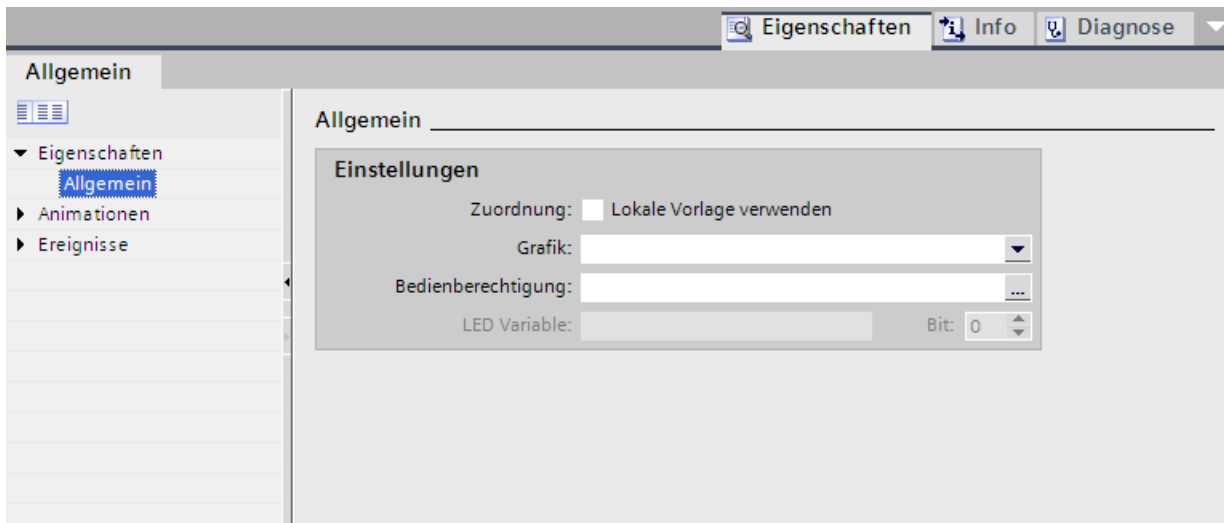 Eigenschaften Info Diagnose
Allgemein
Allgemein
Eigenschaften
Allgemein
Animationen
Ereignisse
Einstellungen
Zuordnung: Lokale Vorlage verwenden
Grafik:
Bedienberechtigung: ...
LED Variable: Bit: 0